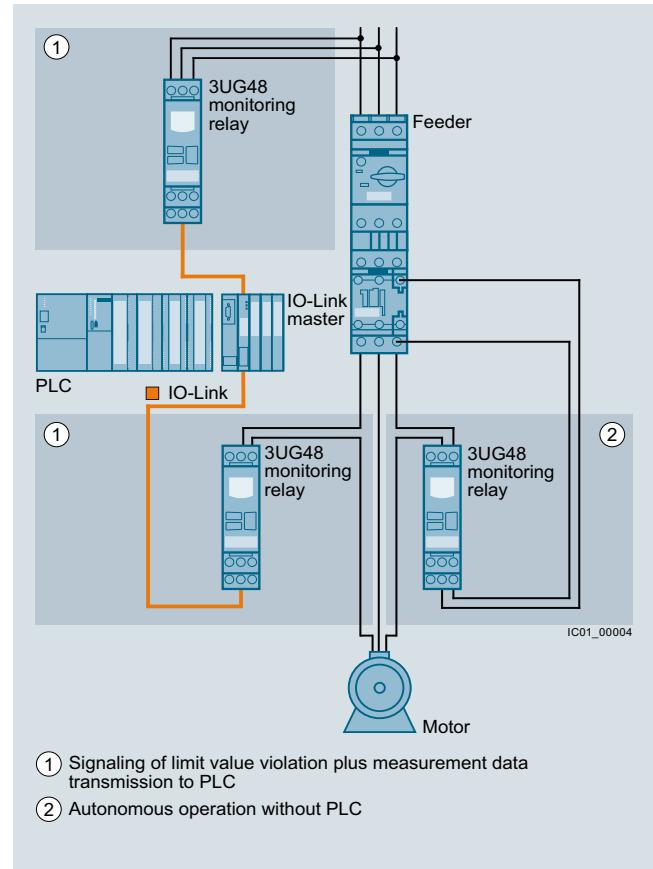 1
3UG48
monitoring
relay
Feeder
IO-Link
master
PLC
IO-Link
1
3UG48
monitoring
relay
2
3UG48
monitoring
relay
IC01_00004
Motor
1 Signaling of limit value violation plus measurement data
transmission to PLC
2 Autonomous operation without PLC